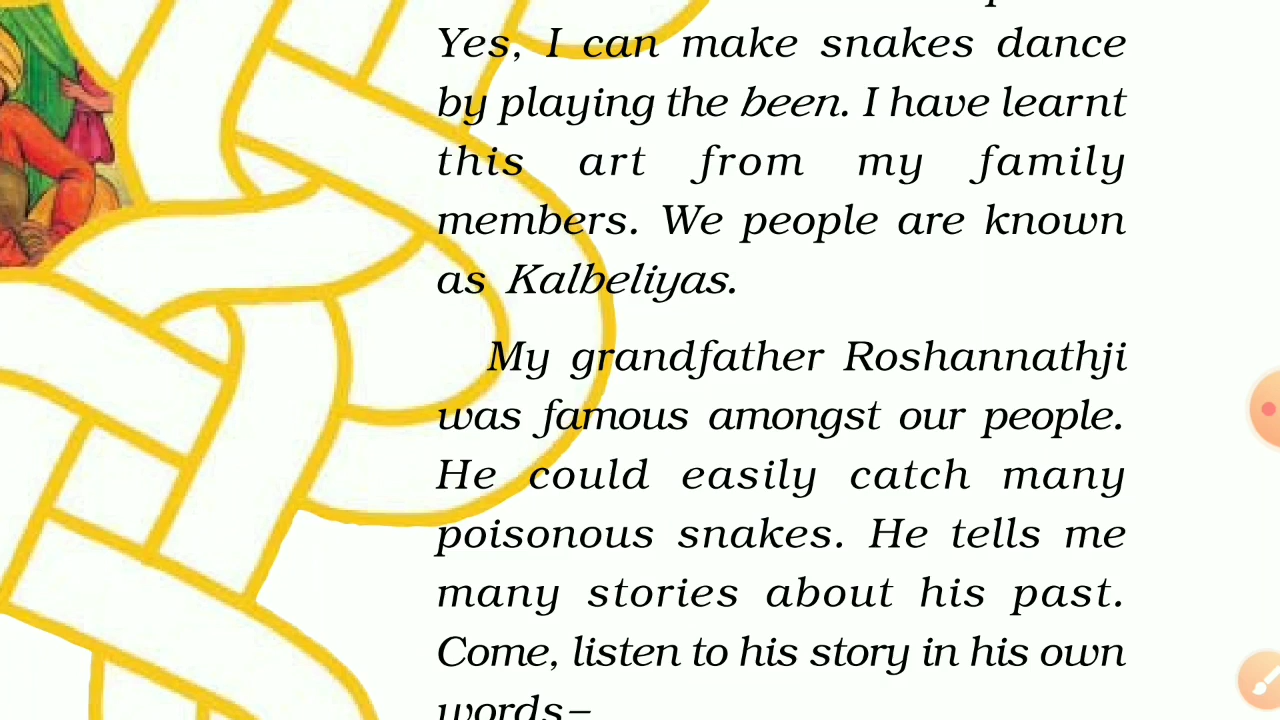 Yes, I can make snakes dance
by playing the been. I have learnt
this art from my family
members. We people are known
as Kalbeliyas.
My grandfather Roshannathji
was famous amongst our people.
He could easily catch many
poisonous snakes. He tells me
many stories about his past.
Come, listen to his story in his own
words–